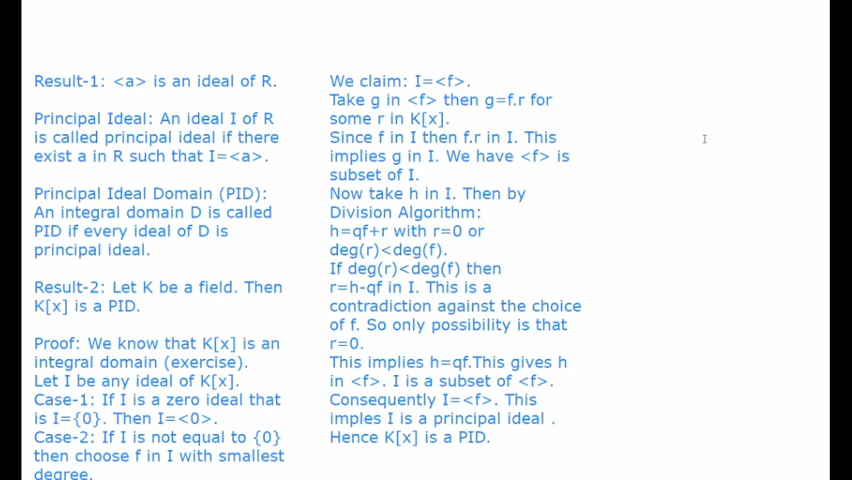 Result-1: <a> is an ideal of R.
Principal Ideal: An ideal I of R
is called principal ideal if there
exist a in R such that I=<a>.
Principal Ideal Domain (PID):
An integral domain D is called
PID if every ideal of D is
principal ideal.
Result-2: Let K be a field. Then
K[x] is a PID.
Proof: We know that K[x] is an
integral domain (exercise).
Let I be any ideal of K[x].
Case-1: If I is a zero ideal that
is I={0}. Then I=<0>.
Case-2: If I is not equal to {0}
then choose f in I with smallest
degree.
We claim: I=<f>.
Take g in <f> then g=f.r for
some r in K[x].
Since f in I then f.r in I. This
implies g in I. We have <f> is
subset of I.
Now take h in I. Then by
Division Algorithm:
h=qf+r with r=0 or
deg(r)<deg(f).
If deg(r)<deg(f) then
r=h-qf in I. This is a
contradiction against the choice
of f. So only possibility is that
r=0.
This implies h=qf.This gives h
in <f>. I is a subset of <f>.
Consequently I=<f>. This
imples I is a principal ideal .
Hence K[x] is a PID.